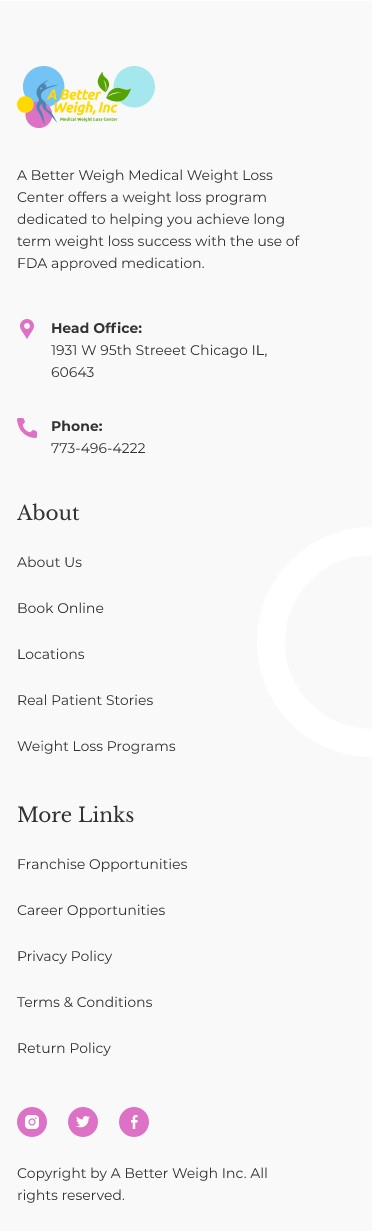 A Better
Weigh, Inc
Medical Weight Loss Center
A Better Weigh Medical Weight Loss
Center offers a weight loss program
dedicated to helping you achieve long
term weight loss success with the use of
FDA approved medication.
Head Office:
1931 W 95th Streeet Chicago IL,
60643
Phone:
773-496-4222
About
About Us
Book Online
Locations
Real Patient Stories
Weight Loss Programs
More Links
Franchise Opportunities
Career Opportunities
Privacy Policy
Terms & Conditions
Return Policy
Copyright by A Better Weigh Inc. All
rights reserved.